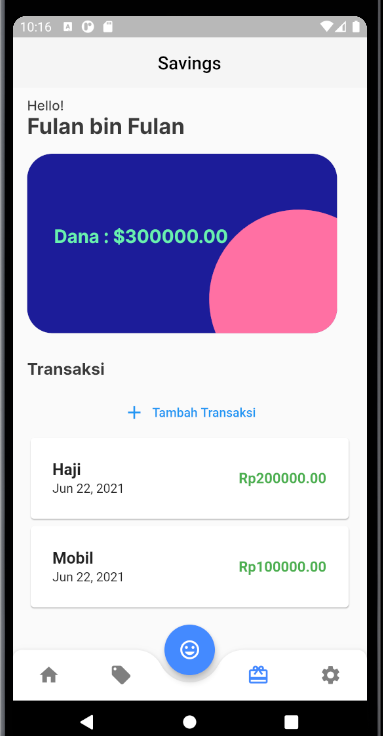 10:16
Savings
Hello!
Fulan bin Fulan
Dana : $300000.00
Transaksi
Tambah Transaksi
Haji
Jun 22, 2021
Rp200000.00
Mobil
Jun 22, 2021
Rp100000.00